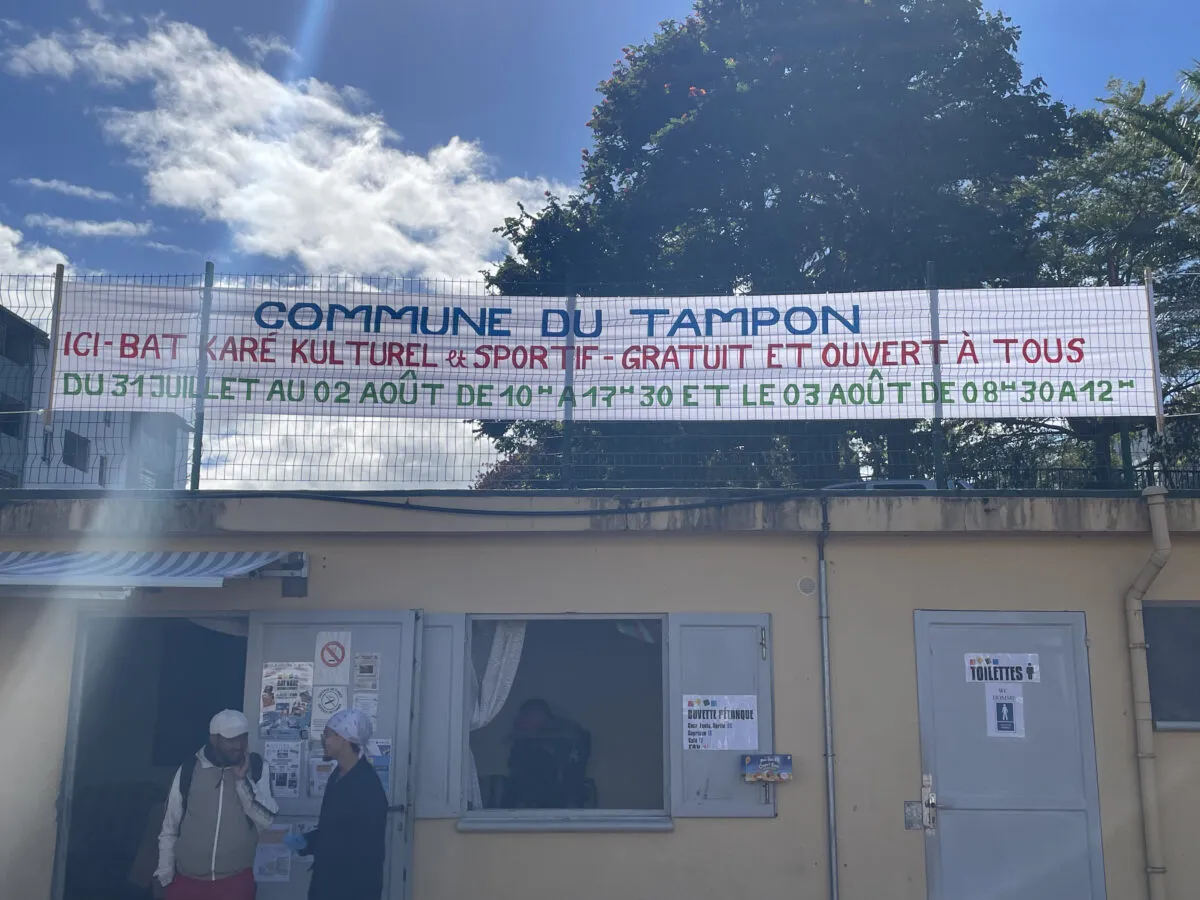 COMMUNE DU TAMPON
ICI-BAT KARÉ KULTUREL & SPORTIF - GRATUIT ET OUVERT À TOUS
DU 31 JUILLET AU 02 AOÛT DE 10H À 17H30 ET LE 03 AOÛT DE 08H30 A 12H
TOILETTES
WC
HOMME
BUVETTE PÉTANQUE